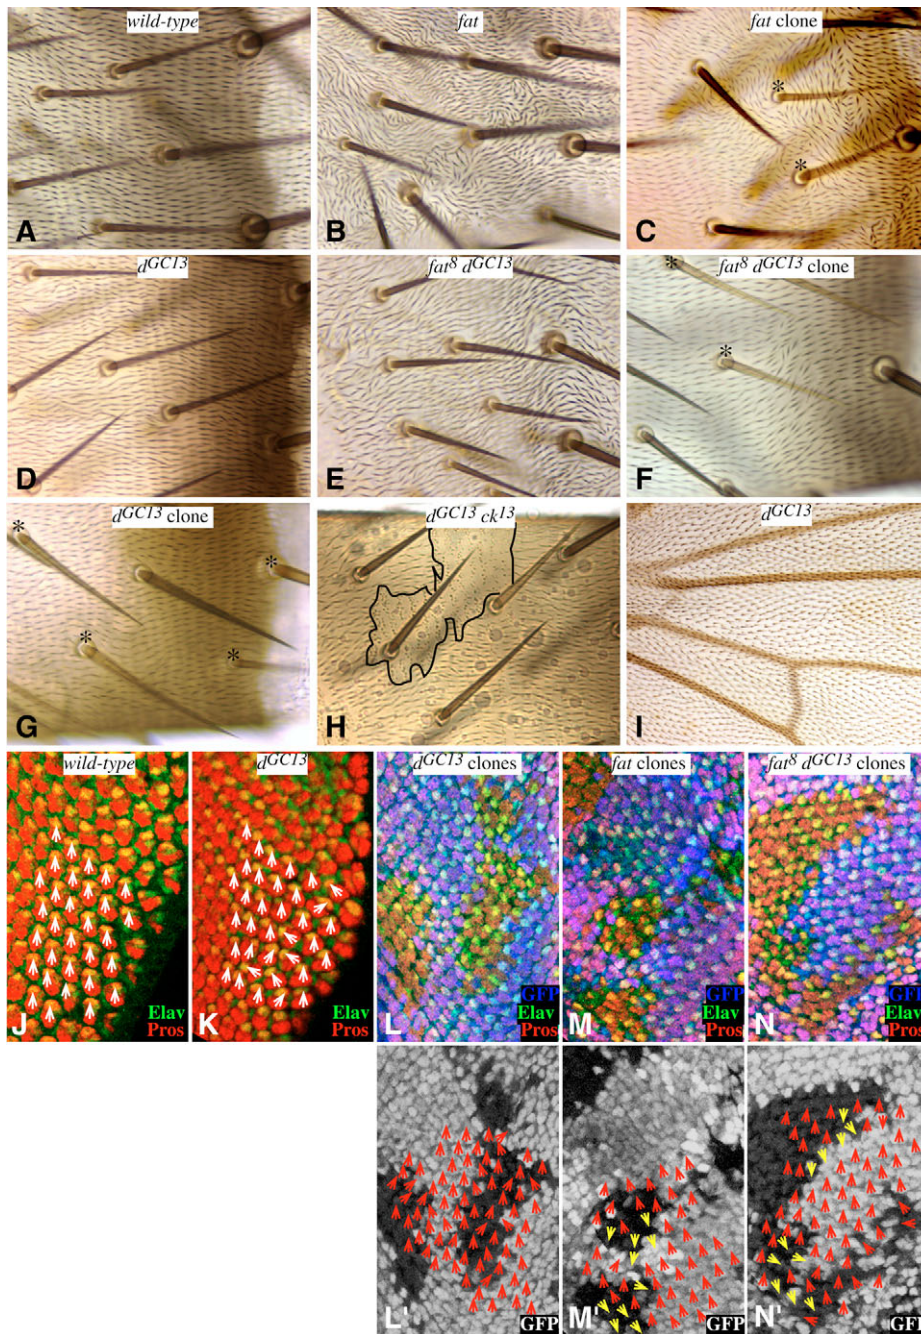 wild-type
fat
fat clone
*
*
A
B
C
dGC13
fat8 dGC13
fat8 dGC13 clone
*
*
D
E
F
dGC13 clone
dGC13 ck13
dGC13
*
*
*
*
G
H
I
wild-type
dGC13
dGC13 clones
fat clones
fat8 dGC13 clones
GFP
GFP
GFP
Elav
Elav
Elav
Elav
Elav
J Pros
K Pros
L Pros
M Pros
N Pros
L' GFP
M' GFP
N' GFP